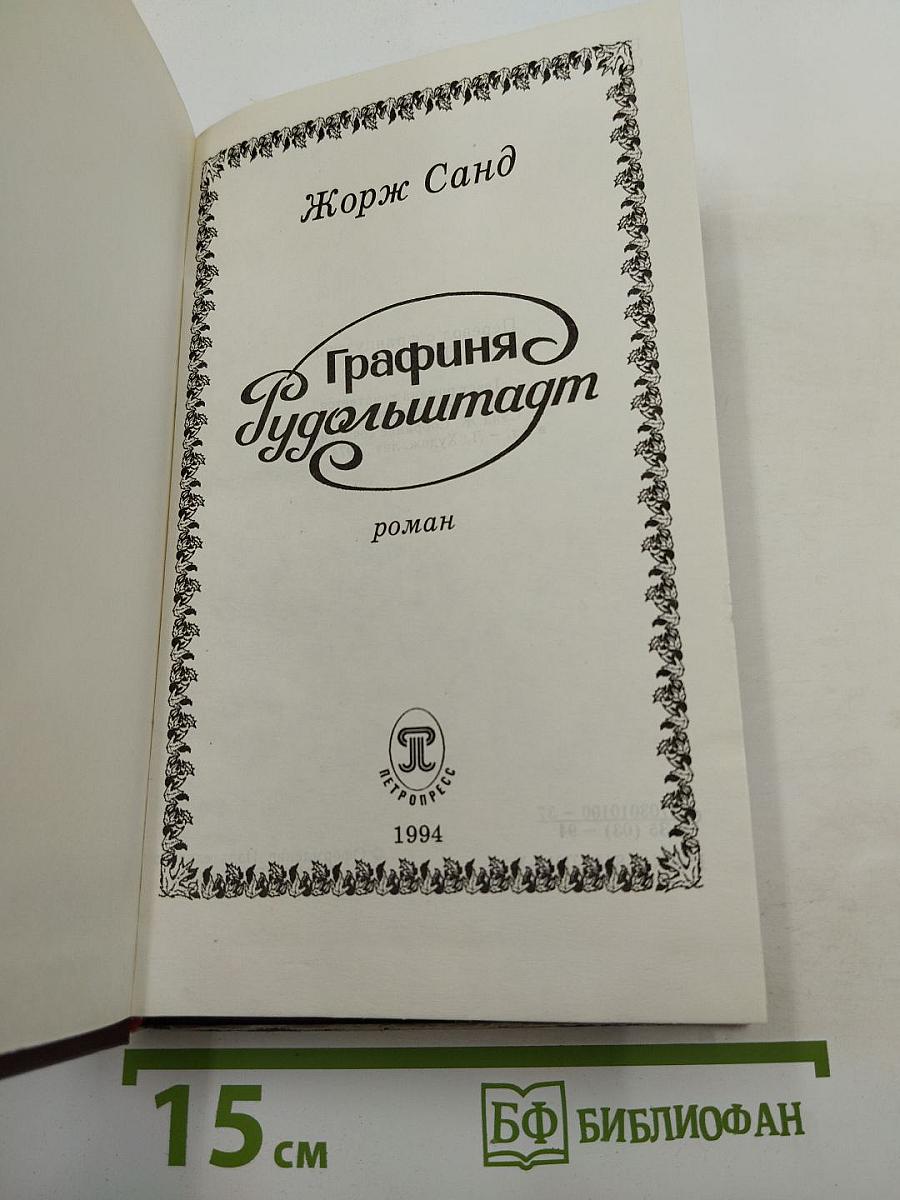 Жорж Санд
Графиня
Рудольштадт
роман
ПЕТРОПРЕСС
1994
15 см
БФ БИБЛИОФАН